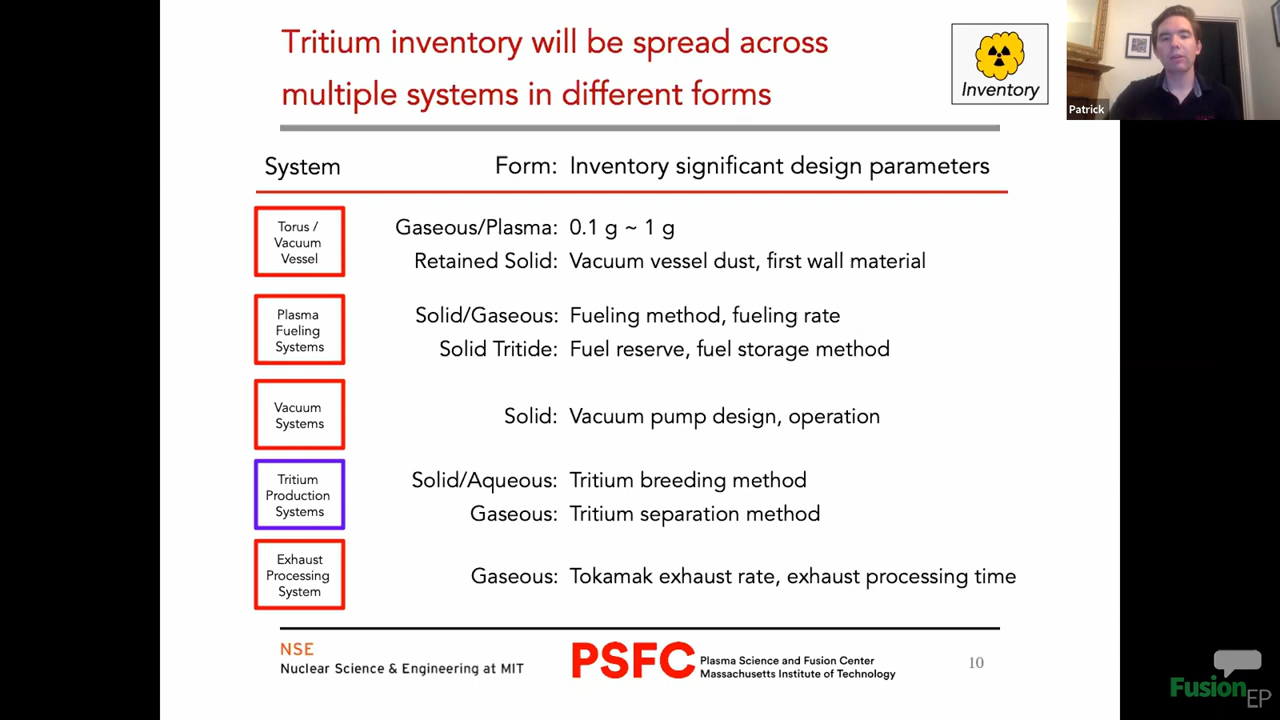 Tritium inventory will be spread across
multiple systems in different forms
Inventory
Patrick
System
Form: Inventory significant design parameters
Torus /
Vacuum
Vessel
Gaseous/Plasma: 0.1 g ~ 1 g
Retained Solid: Vacuum vessel dust, first wall material
Plasma
Fueling
Systems
Solid/Gaseous: Fueling method, fueling rate
Solid Tritide: Fuel reserve, fuel storage method
Vacuum
Systems
Solid: Vacuum pump design, operation
Tritium
Production
Systems
Solid/Aqueous: Tritium breeding method
Gaseous: Tritium separation method
Exhaust
Processing
System
Gaseous: Tokamak exhaust rate, exhaust processing time
NSE
Nuclear Science & Engineering at MIT
PSFC
Plasma Science and Fusion Center
Massachusetts Institute of Technology
10
Fusion
EP